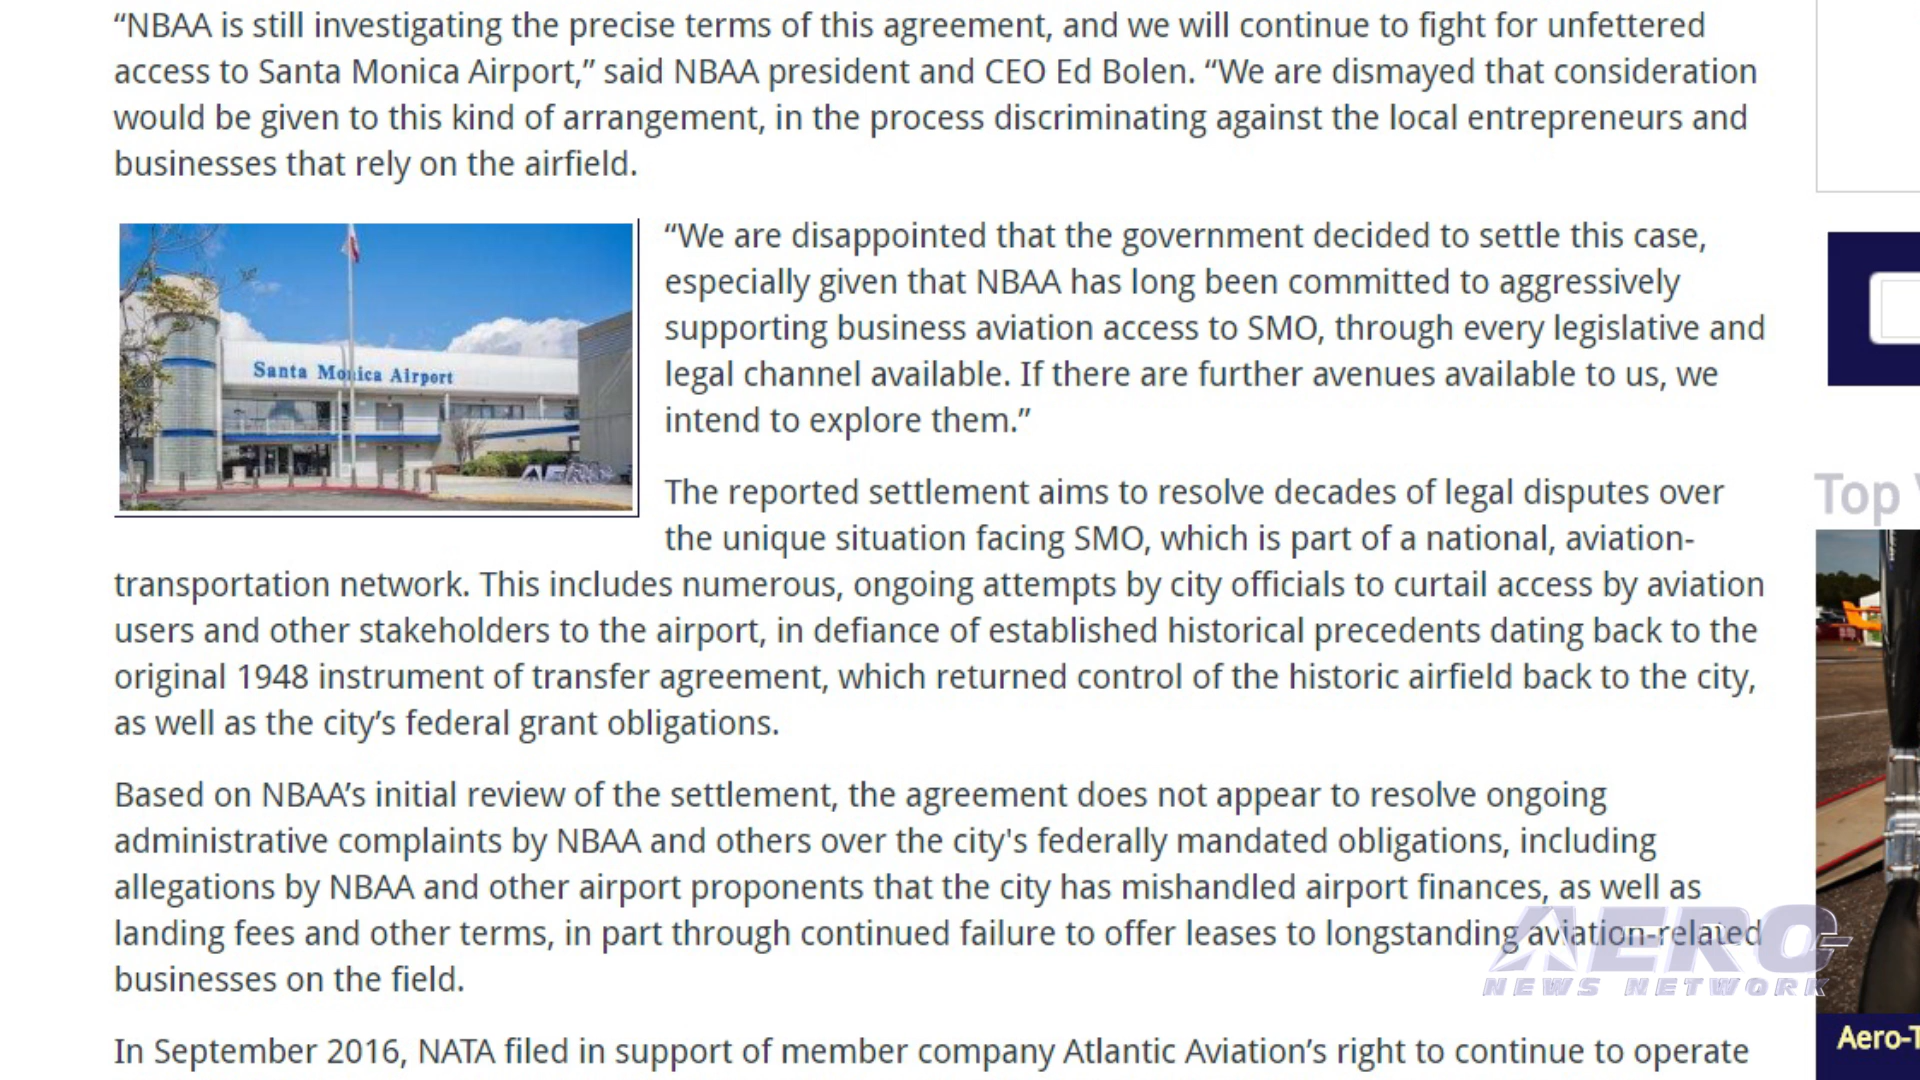 “NBAA is still investigating the precise terms of this agreement, and we will continue to fight for unfettered
access to Santa Monica Airport,” said NBAA president and CEO Ed Bolen. “We are dismayed that consideration
would be given to this kind of arrangement, in the process discriminating against the local entrepreneurs and
businesses that rely on the airfield.
Santa Monica Airport
AERO
“We are disappointed that the government decided to settle this case,
especially given that NBAA has long been committed to aggressively
supporting business aviation access to SMO, through every legislative and
legal channel available. If there are further avenues available to us, we
intend to explore them.”
The reported settlement aims to resolve decades of legal disputes over
the unique situation facing SMO, which is part of a national, aviation-
transportation network. This includes numerous, ongoing attempts by city officials to curtail access by aviation
users and other stakeholders to the airport, in defiance of established historical precedents dating back to the
original 1948 instrument of transfer agreement, which returned control of the historic airfield back to the city,
as well as the city’s federal grant obligations.
Based on NBAA’s initial review of the settlement, the agreement does not appear to resolve ongoing
administrative complaints by NBAA and others over the city's federally mandated obligations, including
allegations by NBAA and other airport proponents that the city has mishandled airport finances, as well as
landing fees and other terms, in part through continued failure to offer leases to longstanding aviation-related
businesses on the field.
In September 2016, NATA filed in support of member company Atlantic Aviation’s right to continue to operate
Top
Aero-T
AERO
NEWS NETWORK